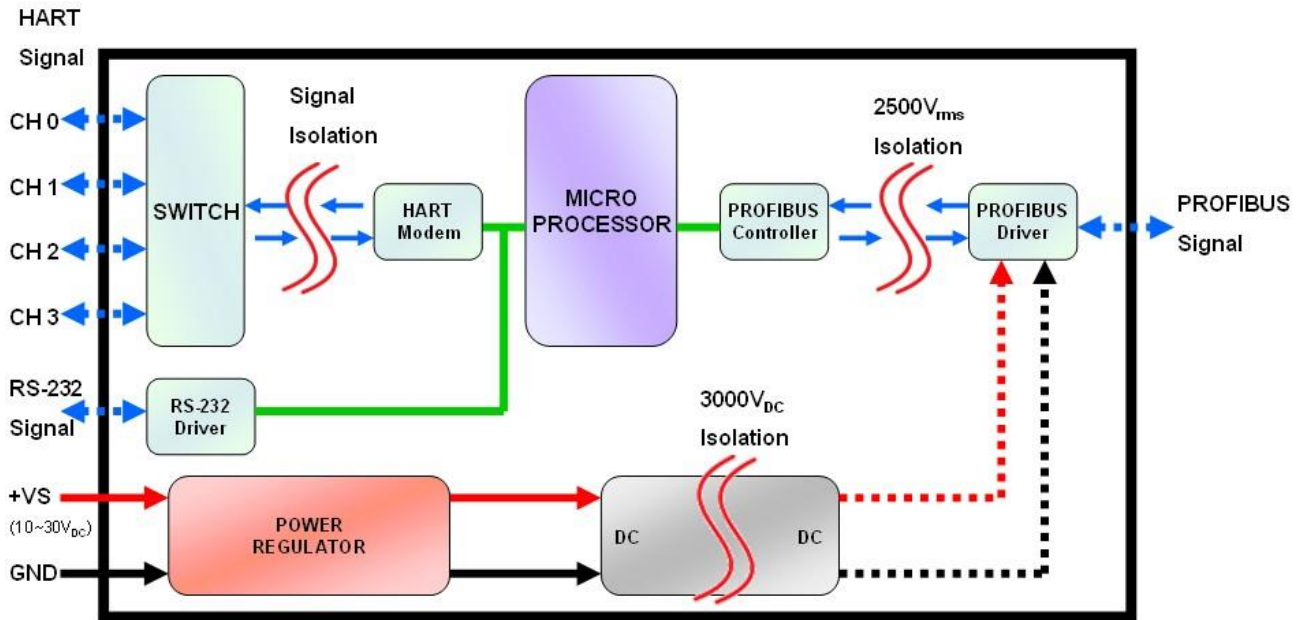 HART
Signal
CH 0
CH 1
CH 2
CH 3
SWITCH
Signal
Isolation
HART
Modem
MICRO
PROCESSOR
PROFIBUS
Controller
2500Vrms
Isolation
PROFIBUS
Driver
PROFIBUS
Signal
RS-232
Signal
RS-232
Driver
3000VDC
Isolation
+VS
(10~30VDC)
GND
POWER
REGULATOR
DC
DC